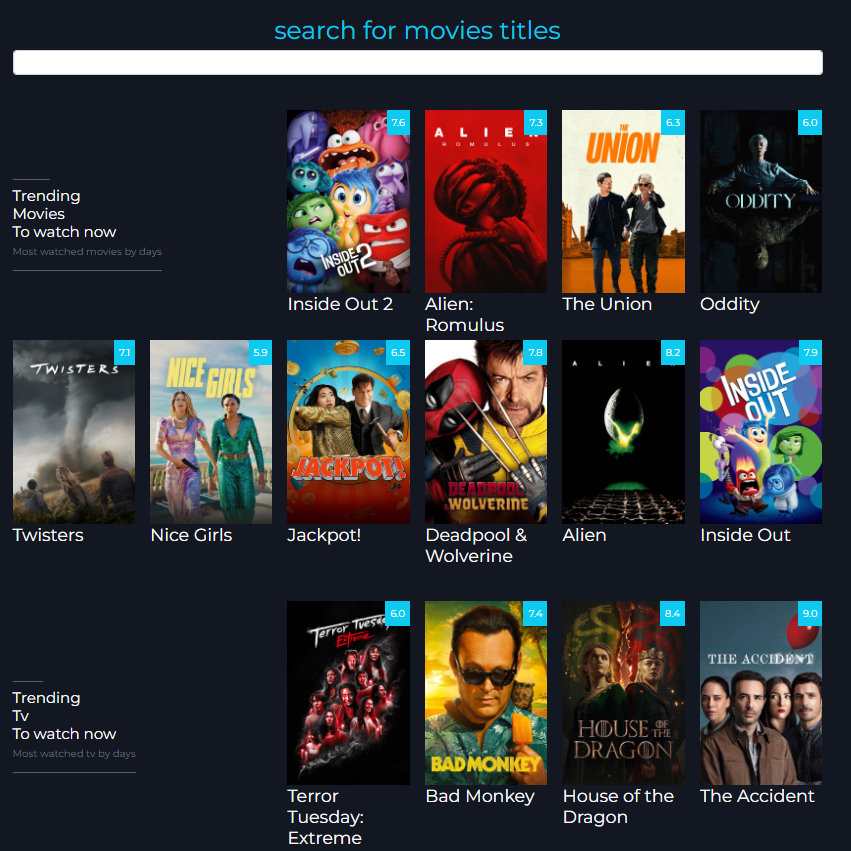 search for movies titles
7.6
7.3
6.3
6.0
ALIEN
ROMULUS
THE
UNION
ODDITY
INSIDE
OUT 2
Trending
Movies
To watch now
Most watched movies by days
Inside Out 2
Alien:
Romulus
The Union
Oddity
7.1
5.9
6.5
7.8
8.2
7.9
TWISTERS
NICE
GIRLS
JACKPOT!
DEADPOOL
& WOLVERINE
ALIE
INSIDE
OUT
Twisters
Nice Girls
Jackpot!
Deadpool &
Wolverine
Alien
Inside Out
6.0
7.4
8.4
9.0
Terror Tuesday
Extreme
BAD MONKEY
HOUSE OF THE
DRAGON
THE ACCIDENT
Trending
Tv
To watch now
Most watched tv by days
Terror
Tuesday:
Extreme
Bad Monkey
House of the
Dragon
The Accident